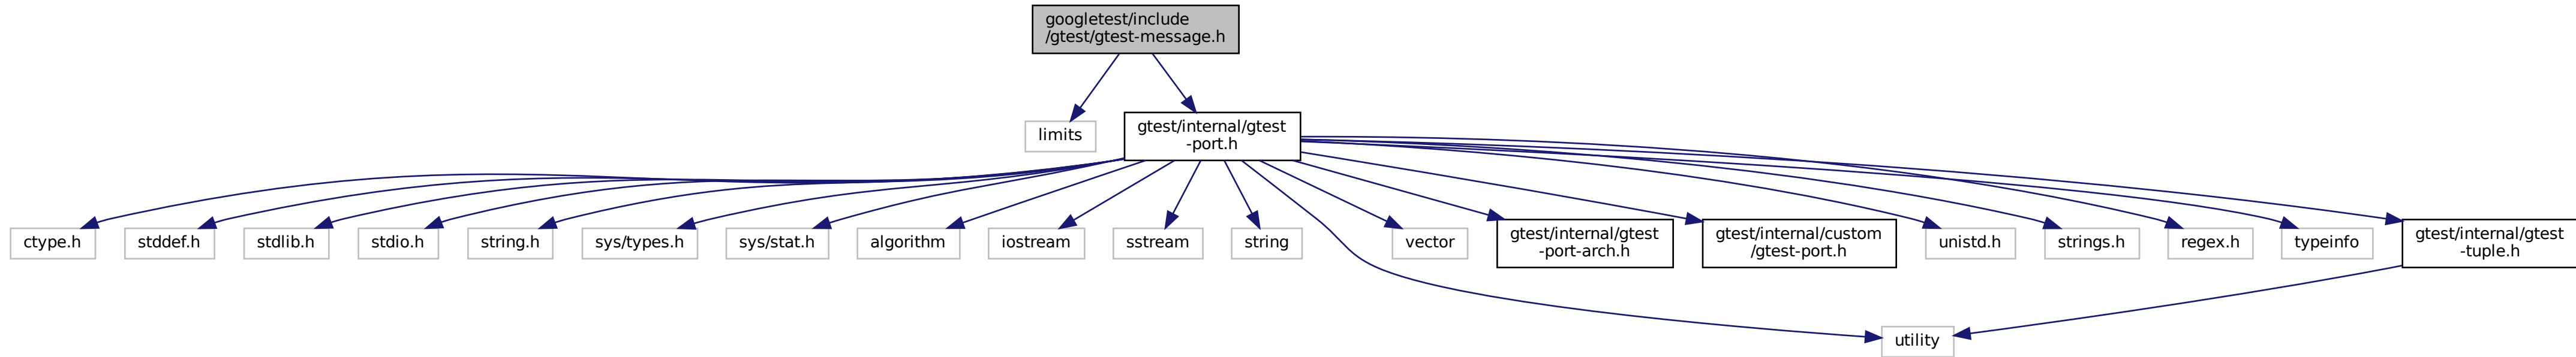 googletest/include
/gtest/gtest-message.h
limits
gtest/internal/gtest
-port.h
ctype.h
stddef.h
stdlib.h
stdio.h
string.h
sys/types.h
sys/stat.h
algorithm
iostream
sstream
string
vector
gtest/internal/gtest
-port-arch.h
gtest/internal/custom
/gtest-port.h
unistd.h
strings.h
regex.h
typeinfo
gtest/internal/gtest
-tuple.h
utility